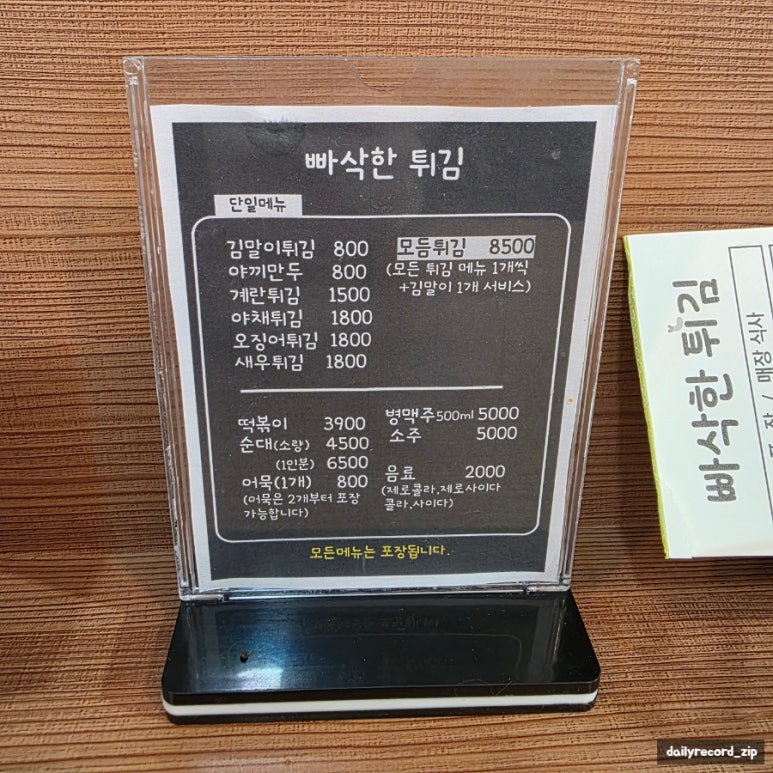 빠삭한 튀김
단일메뉴
김말이튀김 800
야끼만두 800
계란튀김 1500
야채튀김 1800
오징어튀김 1800
새우튀김 1800
모듬튀김 8500
(모든 튀김 메뉴 1개씩
+김말이 1개 서비스)
떡볶이 3900
순대(소량) 4500
(1인분) 6500
어묵(1개) 800
(어묵은 2개부터 포장
가능합니다)
병맥주500ml 5000
소주 5000
음료 2000
(제로콜라,제로사이다
콜라,사이다)
모든메뉴는 포장됩니다.
빠삭한 튀김
장 / 매장 식사
dailyrecord_zip